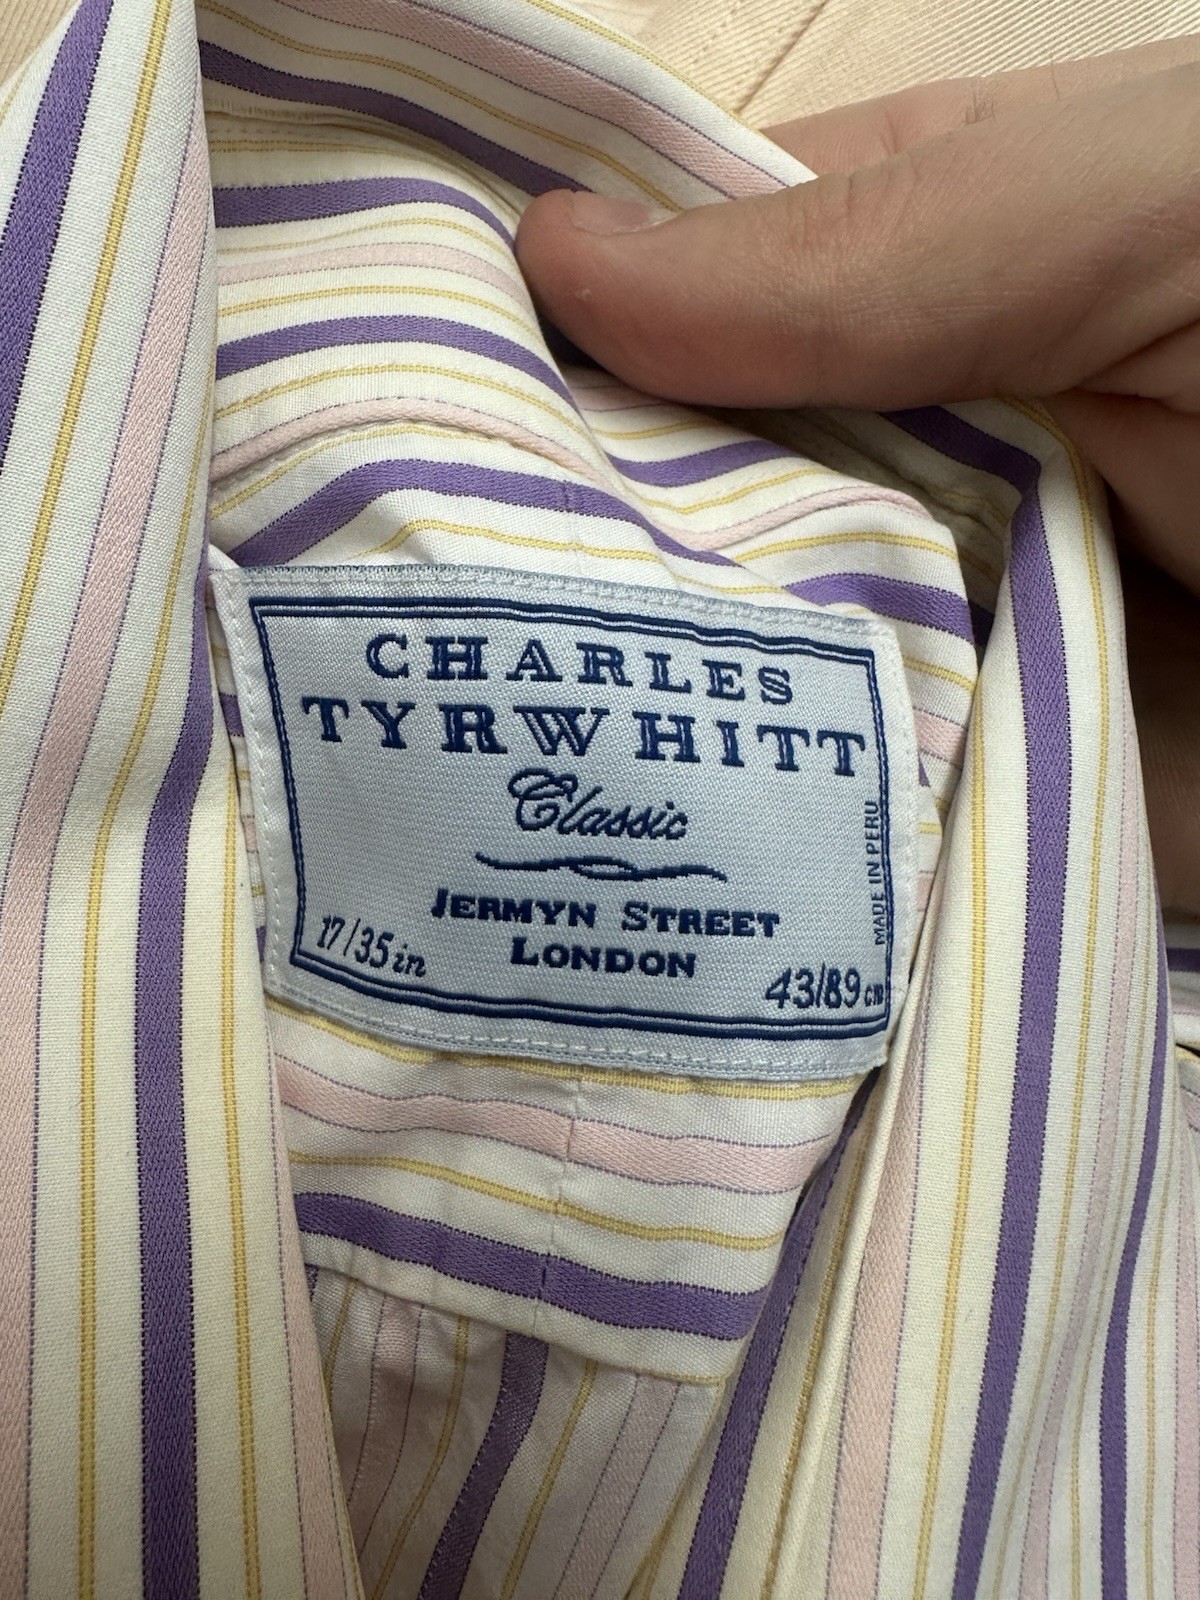 CHARLES
TYRWHITT
Classic
JERMYN STREET
LONDON
17/35 in
43/89 cm
MADE IN PERU